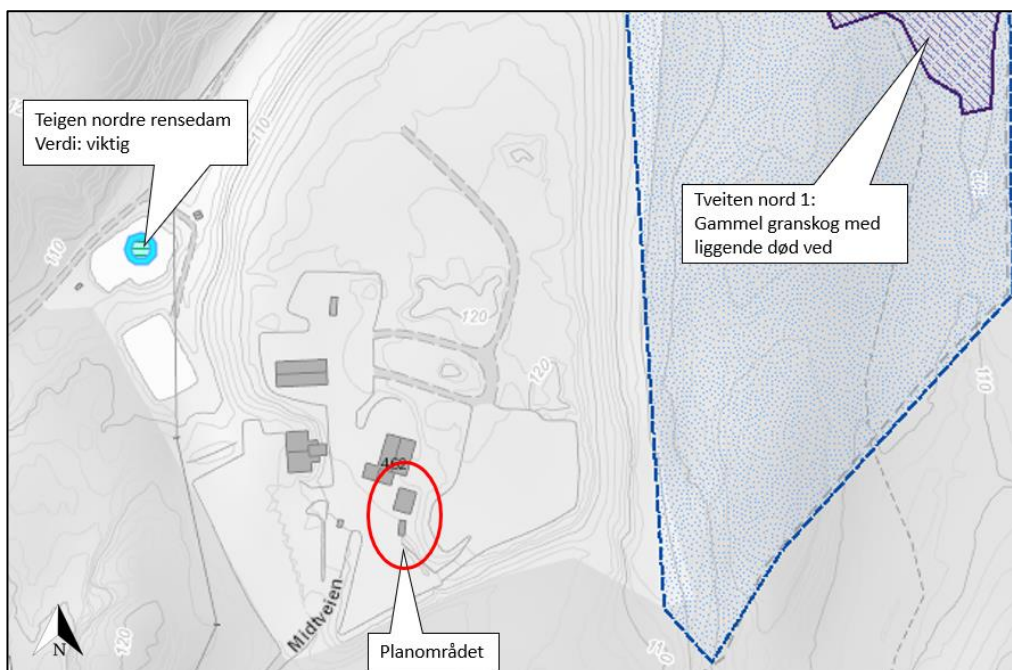 Teigen nordre rensedam
Verdi: viktig
110
Tveiten nord 1:
Gammel granskog med
liggende død ved
110
120
120
110
462
Midtveien
Planområdet
N
120
110